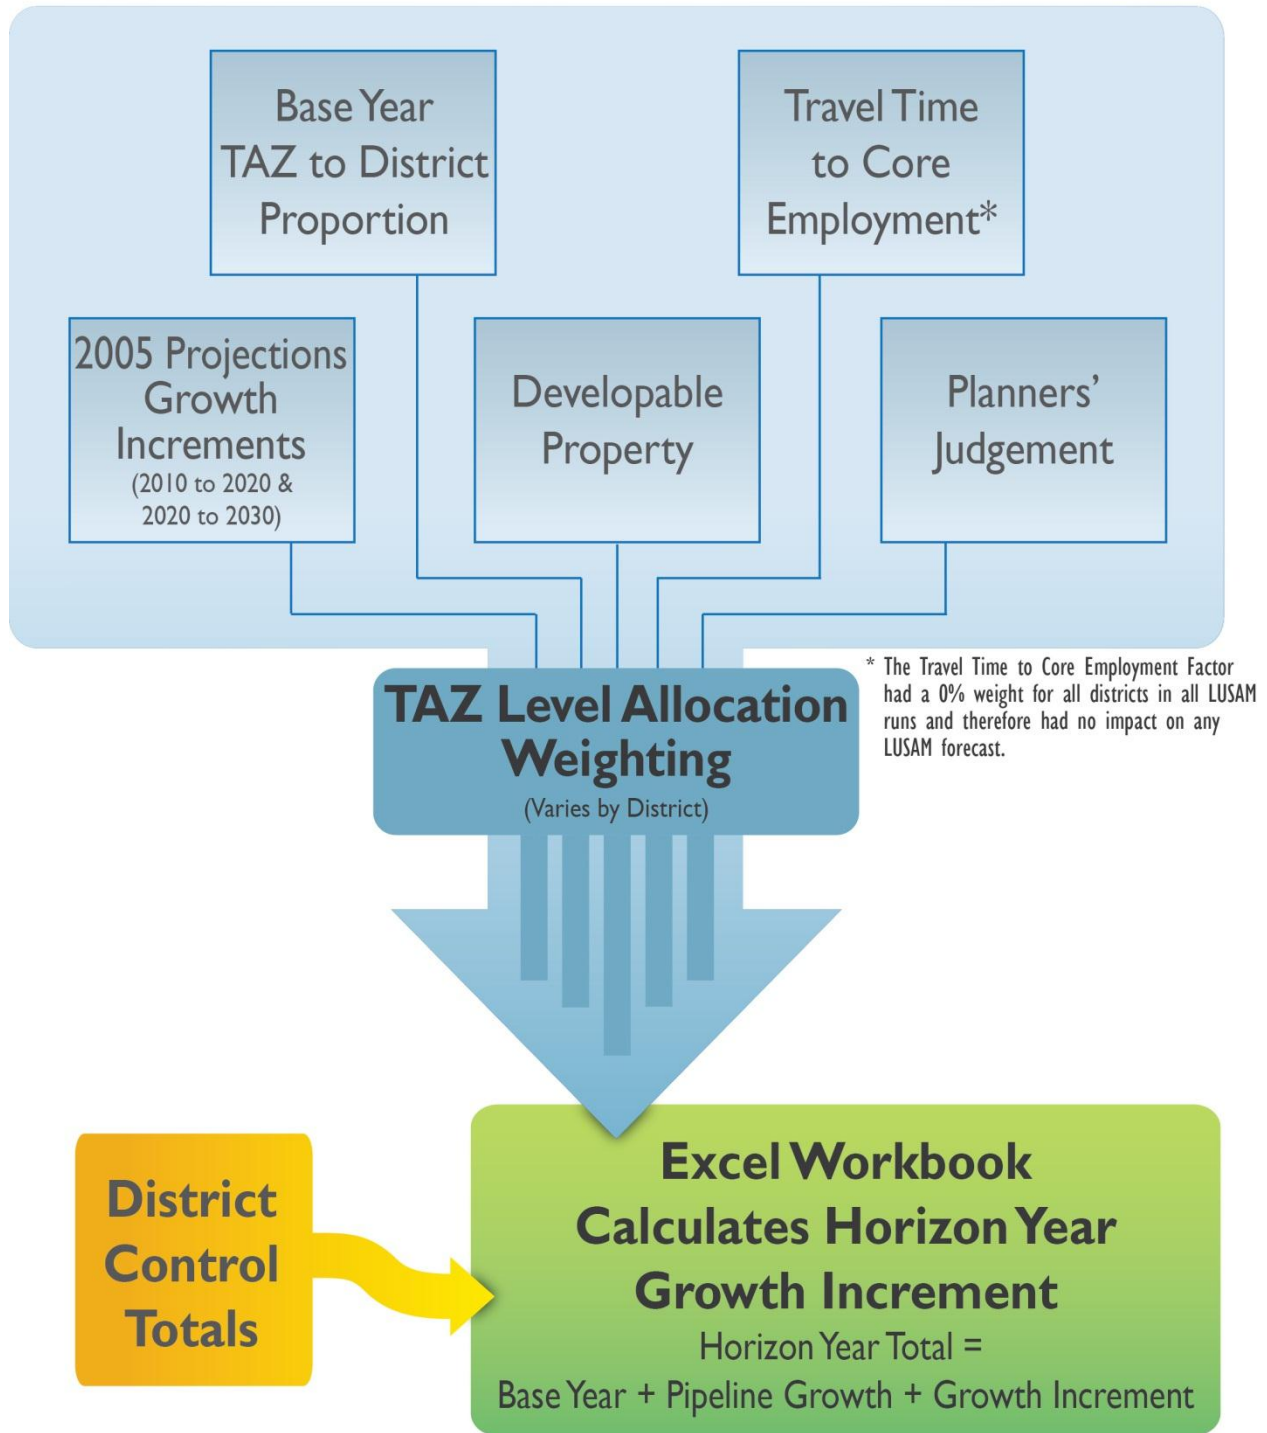 Base Year
TAZ to District
Proportion
Travel Time
to Core
Employment*
2005 Projections
Growth
Increments
(2010 to 2020 &
2020 to 2030)
Developable
Property
Planners’
Judgement
TAZ Level Allocation
Weighting
(Varies by District)
* The Travel Time to Core Employment Factor
had a 0% weight for all districts in all LUSAM
runs and therefore had no impact on any
LUSAM forecast.
District
Control
Totals
Excel Workbook
Calculates Horizon Year
Growth Increment
Horizon Year Total =
Base Year + Pipeline Growth + Growth Increment